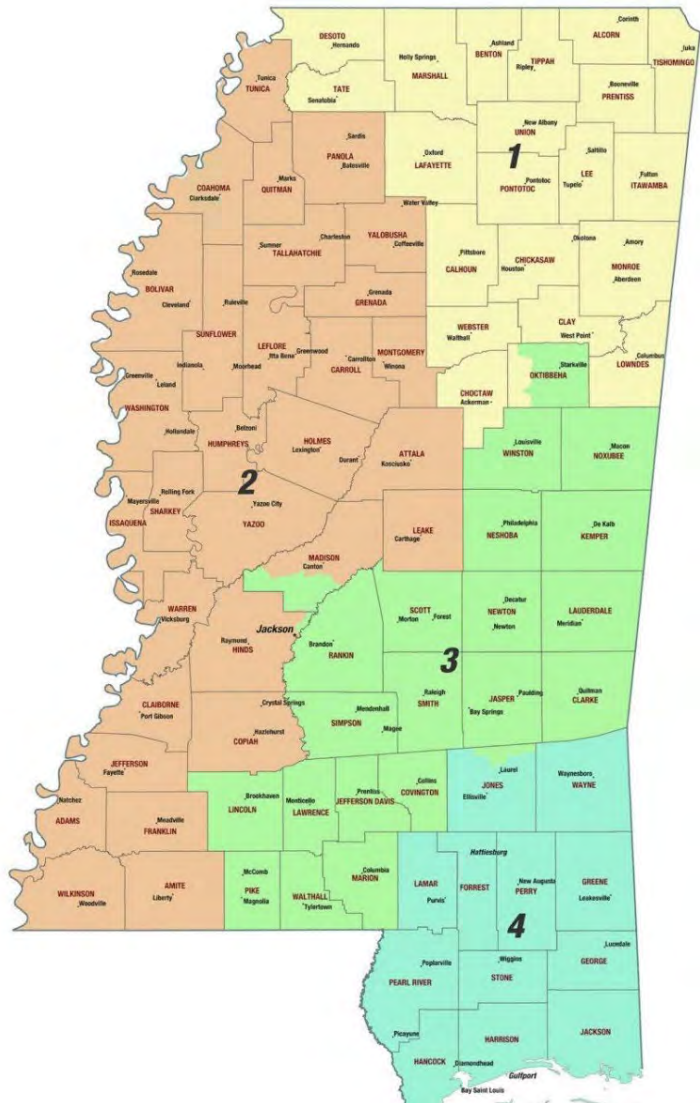 Corinth
ALCORN
Iuka
TISHOMINGO
DESOTO
Hernando
Ashland
BENTON
TIPPAH
Ripley
Holly Springs
MARSHALL
Tunica
TUNICA
TATE
Senatobia
Booneville
PRENTISS
New Albany
UNION
Sardis
PANOLA
Batesville
Oxford
LAFAYETTE
1
Pontotoc
PONTOTOC
Saltillo
LEE
Tupelo
Fulton
ITAWAMBA
COAHOMA
Clarksdale
Marks
QUITMAN
Water Valley
YALOBUSHA
Coffeeville
Charleston
Sumner
TALLAHATCHIE
Pittsboro
CALHOUN
Okolona
CHICKASAW
Houston
Amory
MONROE
Aberdeen
Rosedale
BOLIVAR
Cleveland
Ruleville
SUNFLOWER
Indianola
Moorhead
Grenada
GRENADA
LEFLORE
Itta Bena
Greenwood
Carrollton
CARROLL
MONTGOMERY
Winona
WEBSTER
Walthall
CLAY
West Point
Columbus
LOWNDES
Starkville
OKTIBBEHA
CHOCTAW
Ackerman
Greenville
Leland
WASHINGTON
Hollandale
Belzoni
HUMPHREYS
HOLMES
Lexington
Durant
ATTALA
Kosciusko
Louisville
WINSTON
Macon
NOXUBEE
2
Rolling Fork
Mayersville
SHARKEY
ISSAQUENA
Yazoo City
YAZOO
LEAKE
Carthage
Philadelphia
NESHOBA
De Kalb
KEMPER
MADISON
Canton
WARREN
Vicksburg
Jackson
Raymond
HINDS
Brandon
RANKIN
SCOTT
Morton
Forest
Decatur
NEWTON
Newton
LAUDERDALE
Meridian
3
CLAIBORNE
Port Gibson
Crystal Springs
Hazlehurst
COPIAH
Mendenhall
SIMPSON
Magee
Raleigh
SMITH
JASPER
Paulding
Bay Springs
Quitman
CLARKE
JEFFERSON
Fayette
Natchez
ADAMS
Meadville
FRANKLIN
Brookhaven
LINCOLN
Monticello
LAWRENCE
Prentiss
JEFFERSON DAVIS
Collins
COVINGTON
Laurel
JONES
Ellisville
Waynesboro
WAYNE
WILKINSON
Woodville
AMITE
Liberty
McComb
PIKE
Magnolia
WALTHALL
Tylertown
Columbia
MARION
Hattiesburg
LAMAR
Purvis
FORREST
New Augusta
PERRY
GREENE
Leakesville
4
Lucedale
GEORGE
Poplarville
PEARL RIVER
Wiggins
STONE
Picayune
HANCOCK
HARRISON
JACKSON
Diamondhead
Gulfport
Bay Saint Louis